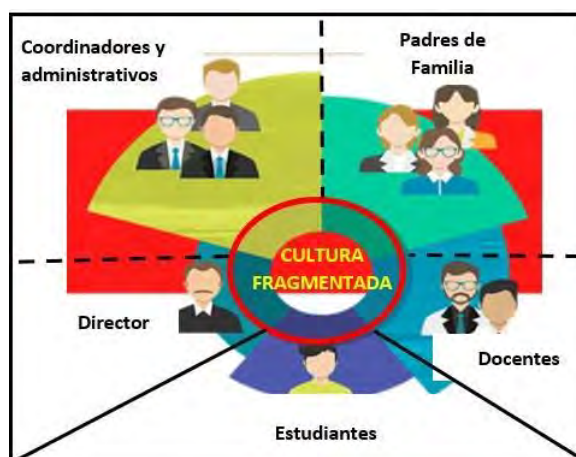 Coordinadores y
administrativos
Padres de
Familia
CULTURA
FRAGMENTADA
Director
Docentes
Estudiantes